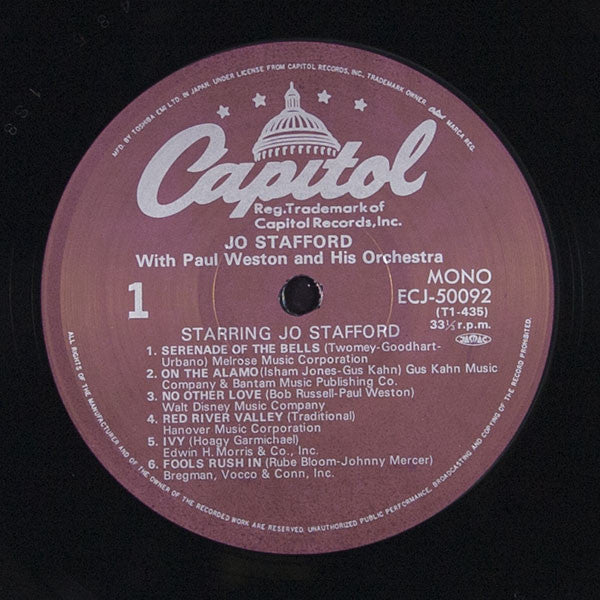 MFD. BY TOSHIBA EMI LTD. IN JAPAN. UNDER LICENSE FROM CAPITOL RECORDS, INC., TRADEMARK OWNER. MARCA REG.
Capitol
Reg.Trademark of
Capitol Records,Inc.
JO STAFFORD
With Paul Weston and His Orchestra
1
MONO
ECJ-50092
(T1-435)
33⅓ r.p.m.
JASRAC
STARRING JO STAFFORD
1. SERENADE OF THE BELLS (Twomey-Goodhart-
Urbano) Melrose Music Corporation
2. ON THE ALAMO(Isham Jones-Gus Kahn) Gus Kahn Music
Company & Bantam Music Publishing Co.
3. NO OTHER LOVE (Bob Russell-Paul Weston)
Walt Disney Music Company
4. RED RIVER VALLEY (Traditional)
Hanover Music Corporation
5. IVY (Hoagy Garmichael)
Edwin H. Morris & Co., Inc.
6. FOOLS RUSH IN (Rube Bloom-Johnny Mercer)
Bregman, Vocco & Conn, Inc.
ALL RIGHTS OF THE MANUFACTURER AND OF THE OWNER OF THE RECORDED WORK ARE RESERVED. UNAUTHORIZED PUBLIC PERFORMANCE, BROADCASTING AND COPYING OF THE RECORD PROHIBITED.